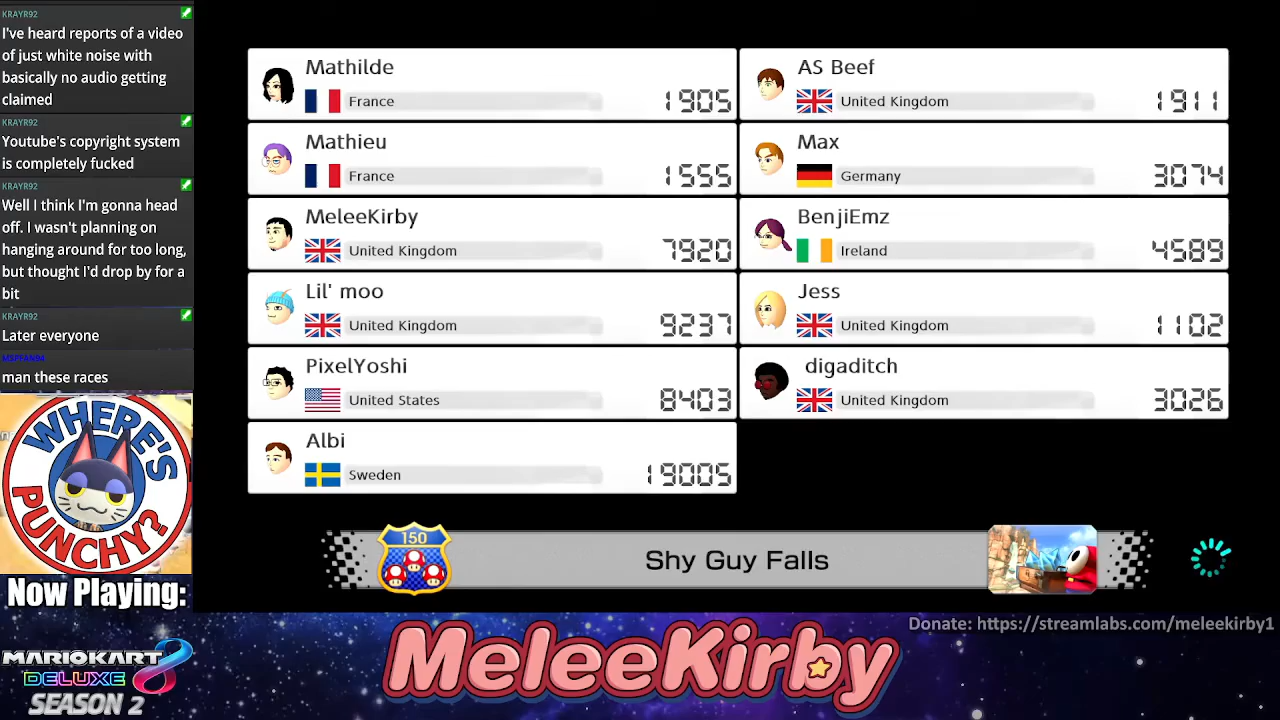 KRAYR92
I've heard reports of a video
of just white noise with
basically no audio getting
claimed
KRAYR92
Youtube's copyright system
is completely fucked
KRAYR92
Well I think I'm gonna head
off. I wasn't planning on
hanging around for too long,
but thought I'd drop by for a
bit
KRAYR92
Later everyone
MSPFAN94
man these races
WHERE'S
PUNCHY?
Now Playing:
MARIOKART 8
DELUXE
SEASON 2
Mathilde
France
1905
AS Beef
United Kingdom
1911
Mathieu
France
1555
Max
Germany
3074
MeleeKirby
United Kingdom
7920
BenjiEmz
Ireland
4589
Lil' moo
United Kingdom
9237
Jess
United Kingdom
1102
PixelYoshi
United States
8403
digaditch
United Kingdom
3026
Albi
Sweden
19005
150
Shy Guy Falls
Donate: https://streamlabs.com/meleekirby1
MeleeKirby